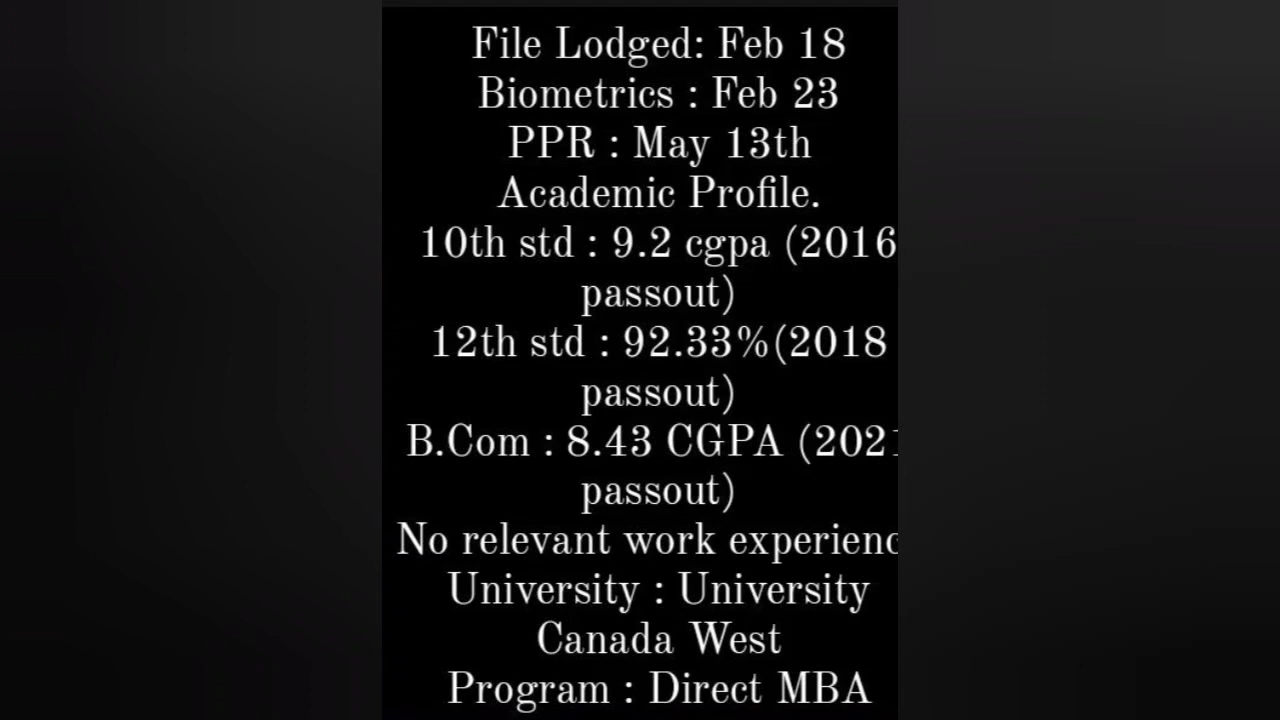 File Lodged: Feb 18
Biometrics : Feb 23
PPR : May 13th
Academic Profile.
10th std : 9.2 cgpa (2016
passout)
12th std : 92.33%(2018
passout)
B.Com : 8.43 CGPA (2021
passout)
No relevant work experienc
University : University
Canada West
Program : Direct MBA